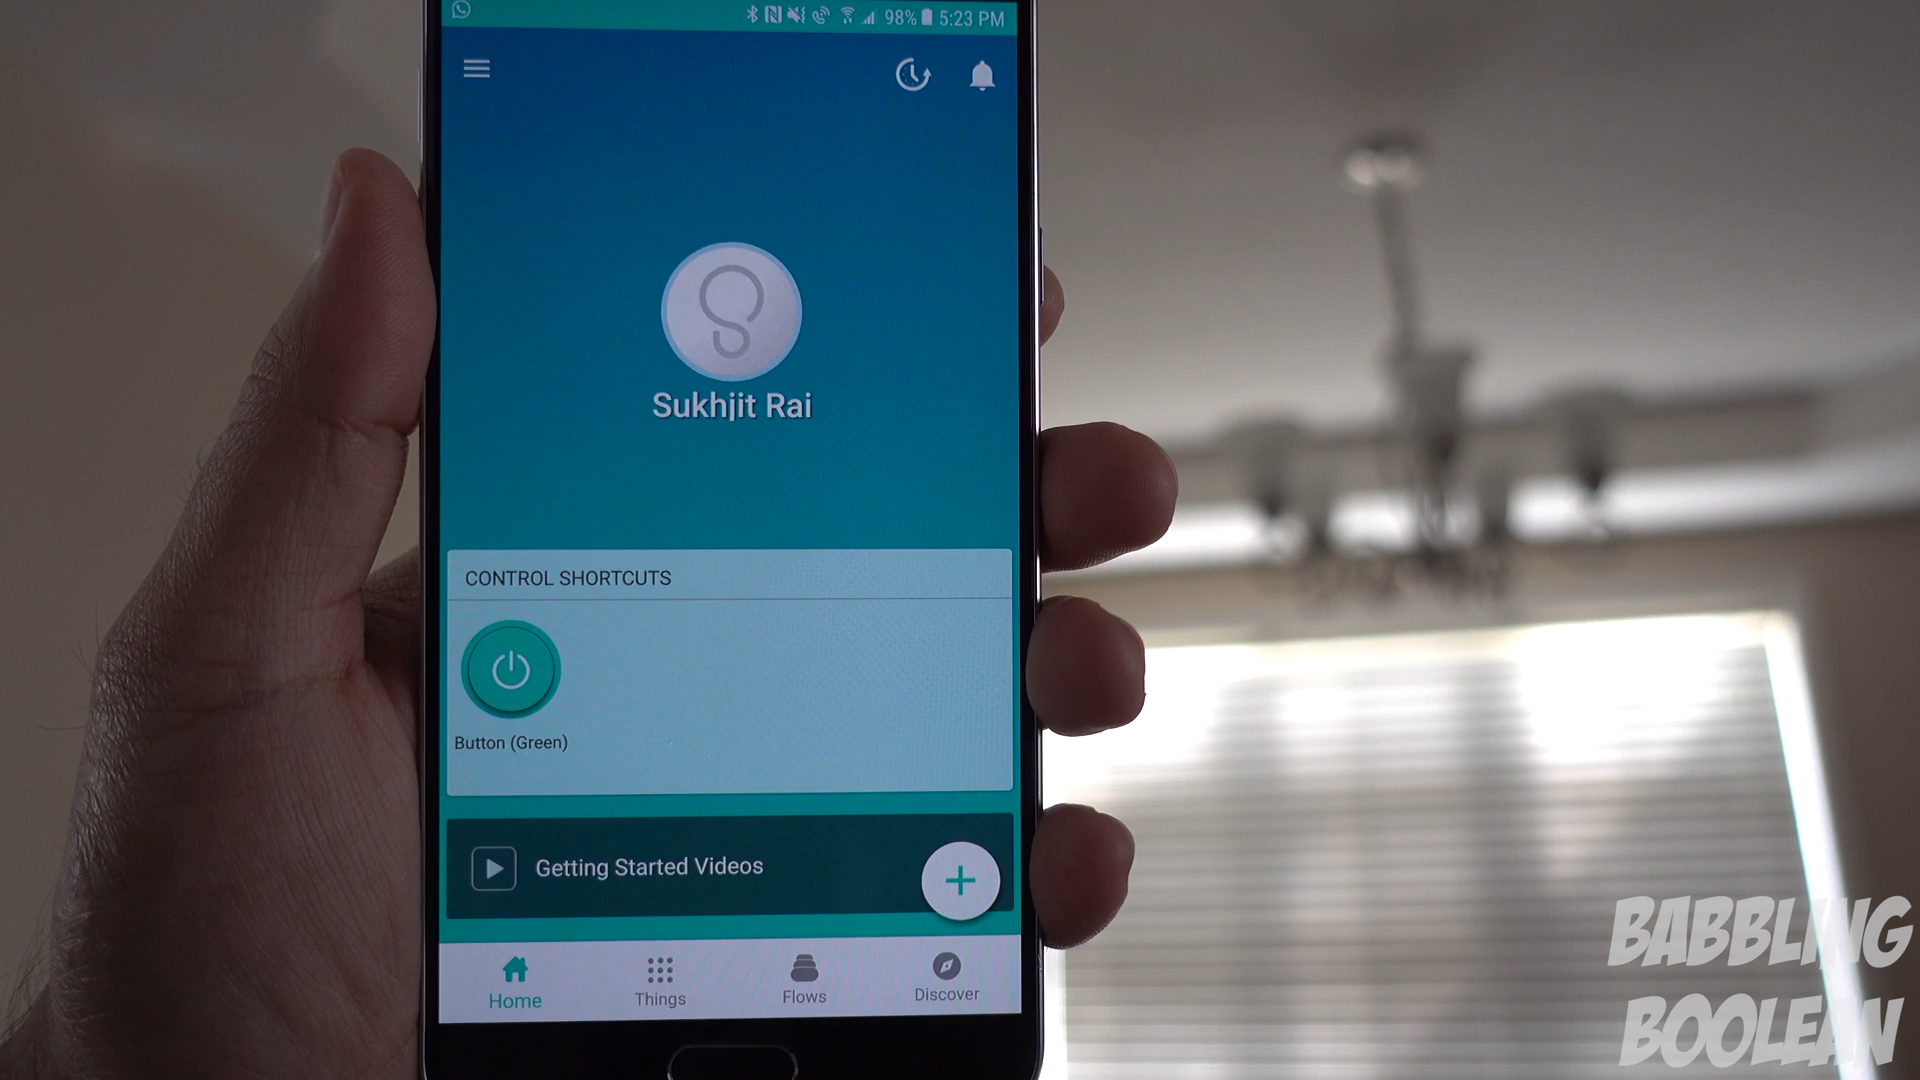 98% 5:23 PM
Sukhjit Rai
CONTROL SHORTCUTS
Button (Green)
Getting Started Videos
Home Things Flows Discover
BABBLING
BOOLEAN